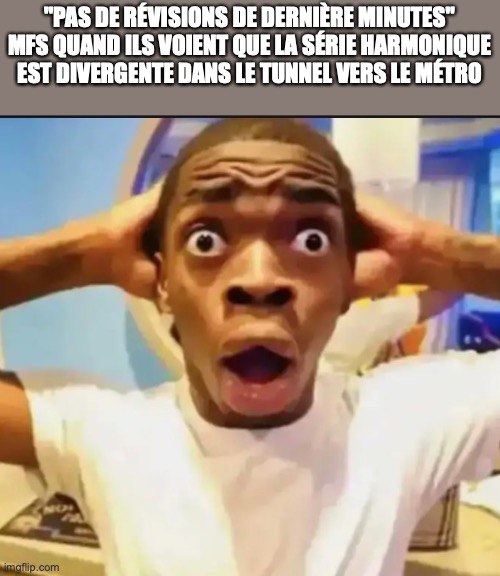 "PAS DE RÉVISIONS DE DERNIÈRE MINUTES"
MFS QUAND ILS VOIENT QUE LA SÉRIE HARMONIQUE
EST DIVERGENTE DANS LE TUNNEL VERS LE MÉTRO
imgflip.com